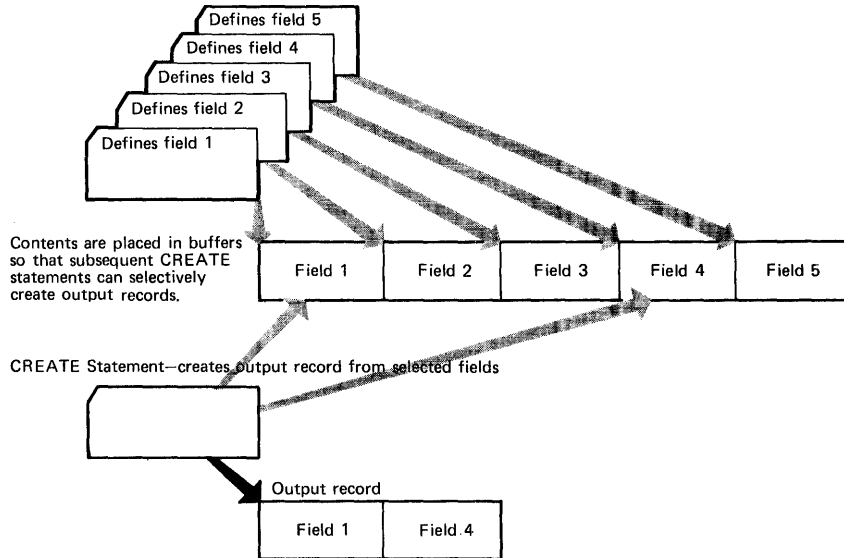 Defines field 5
Defines field 4
Defines field 3
Defines field 2
Defines field 1
Contents are placed in buffers
so that subsequent CREATE
statements can selectively
create output records.
Field 1
Field 2
Field 3
Field 4
Field 5
CREATE Statement—creates output record from selected fields
Output record
Field 1
Field 4